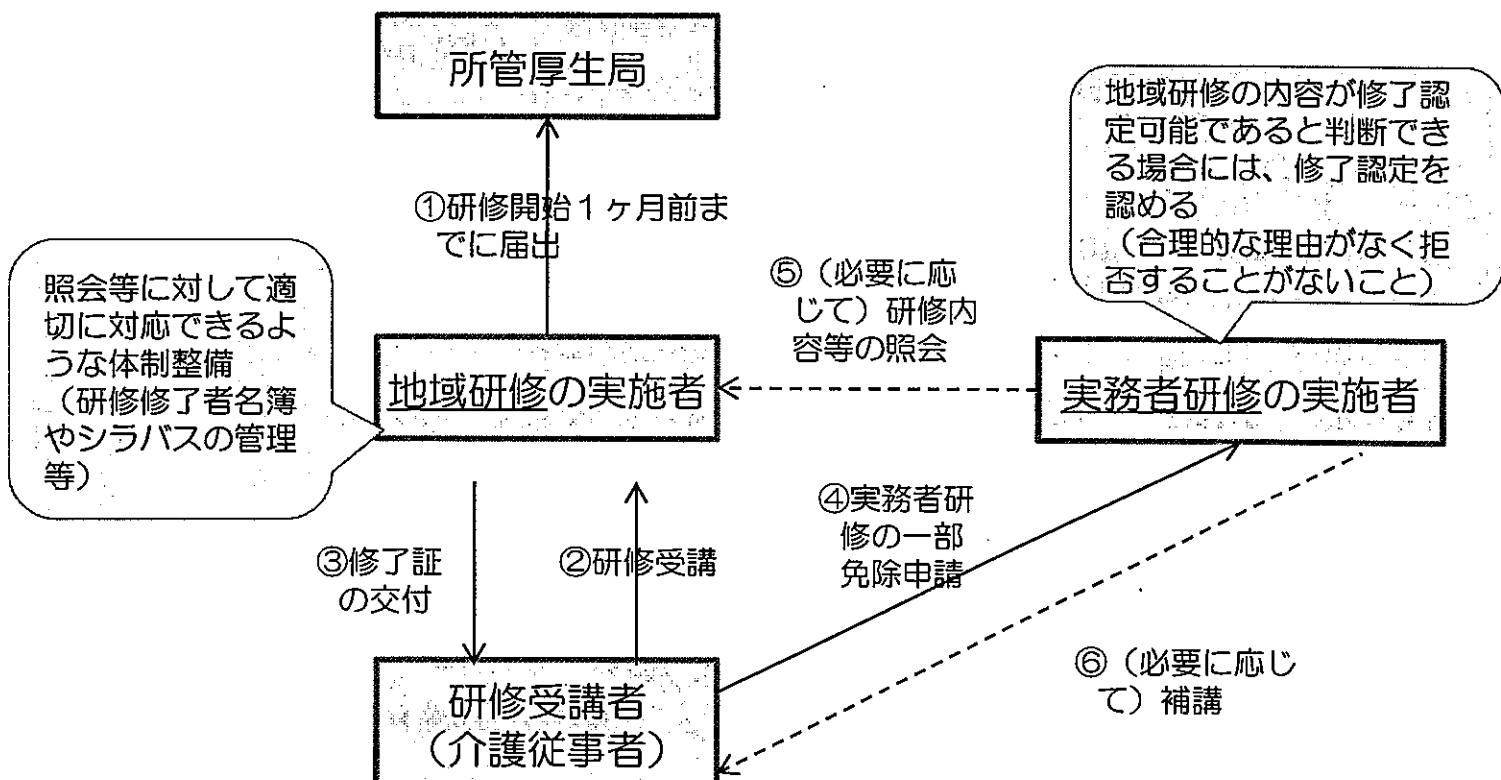 所管厚生局
①研修開始１ヶ月前ま
でに届出
地域研修の内容が修了認
定可能であると判断でき
る場合には、修了認定を
認める
（合理的な理由がなく拒
否することがないこと）
照会等に対して適
切に対応できるよ
うな体制整備
（研修修了者名簿
やシラバスの管理
等）
⑤（必要に応
じて）研修内
容等の照会
地域研修の実施者
実務者研修の実施者
③修了証
の交付
②研修受講
④実務者研
修の一部
免除申請
⑥（必要に応じ
て）補講
研修受講者
（介護従事者）